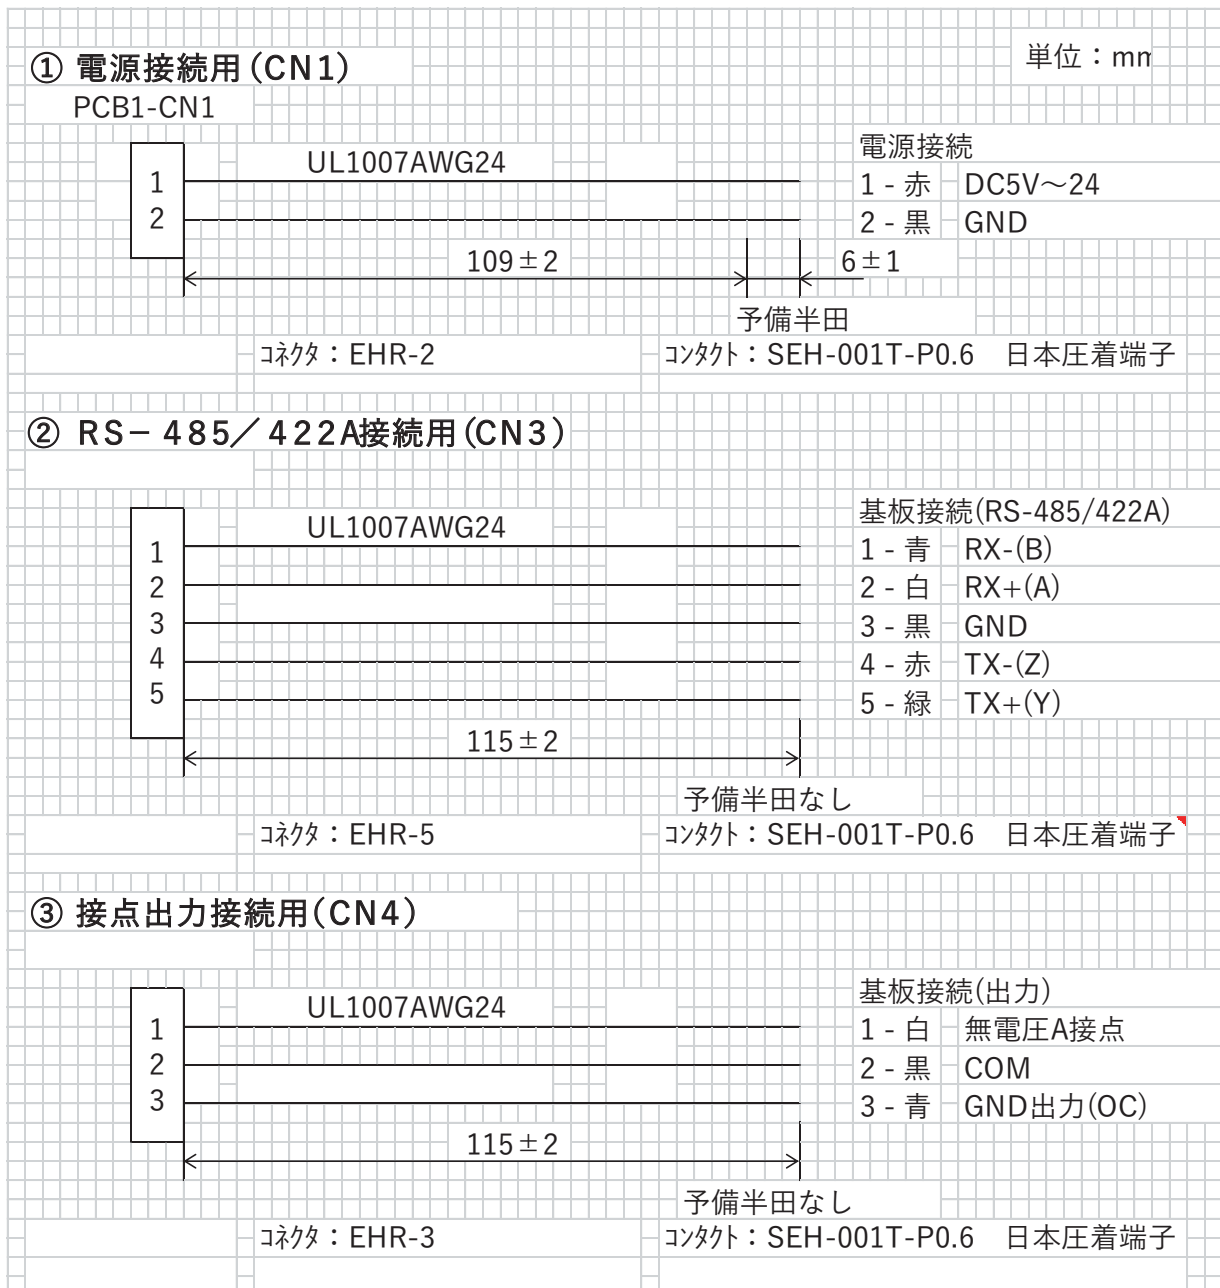 ① 電源接続用(CN1)
単位：mm
PCB1-CN1
電源接続
UL1007AWG24
1
1 - 赤 DC5V～24
2
2 - 黒 GND
109±2
6±1
予備半田
ｺﾈｸﾀ：EHR-2 ｺﾝﾀｸﾄ：SEH-001T-P0.6 日本圧着端子
② RS－485／422A接続用(CN3)
基板接続(RS-485/422A)
UL1007AWG24
1
1 - 青 RX-(B)
2
2 - 白 RX+(A)
3
3 - 黒 GND
4
4 - 赤 TX-(Z)
5
5 - 緑 TX+(Y)
115±2
予備半田なし
ｺﾈｸﾀ：EHR-5 ｺﾝﾀｸﾄ：SEH-001T-P0.6 日本圧着端子
③ 接点出力接続用(CN4)
基板接続(出力)
UL1007AWG24
1
1 - 白 無電圧A接点
2
2 - 黒 COM
3
3 - 青 GND出力(OC)
115±2
予備半田なし
ｺﾈｸﾀ：EHR-3 ｺﾝﾀｸﾄ：SEH-001T-P0.6 日本圧着端子